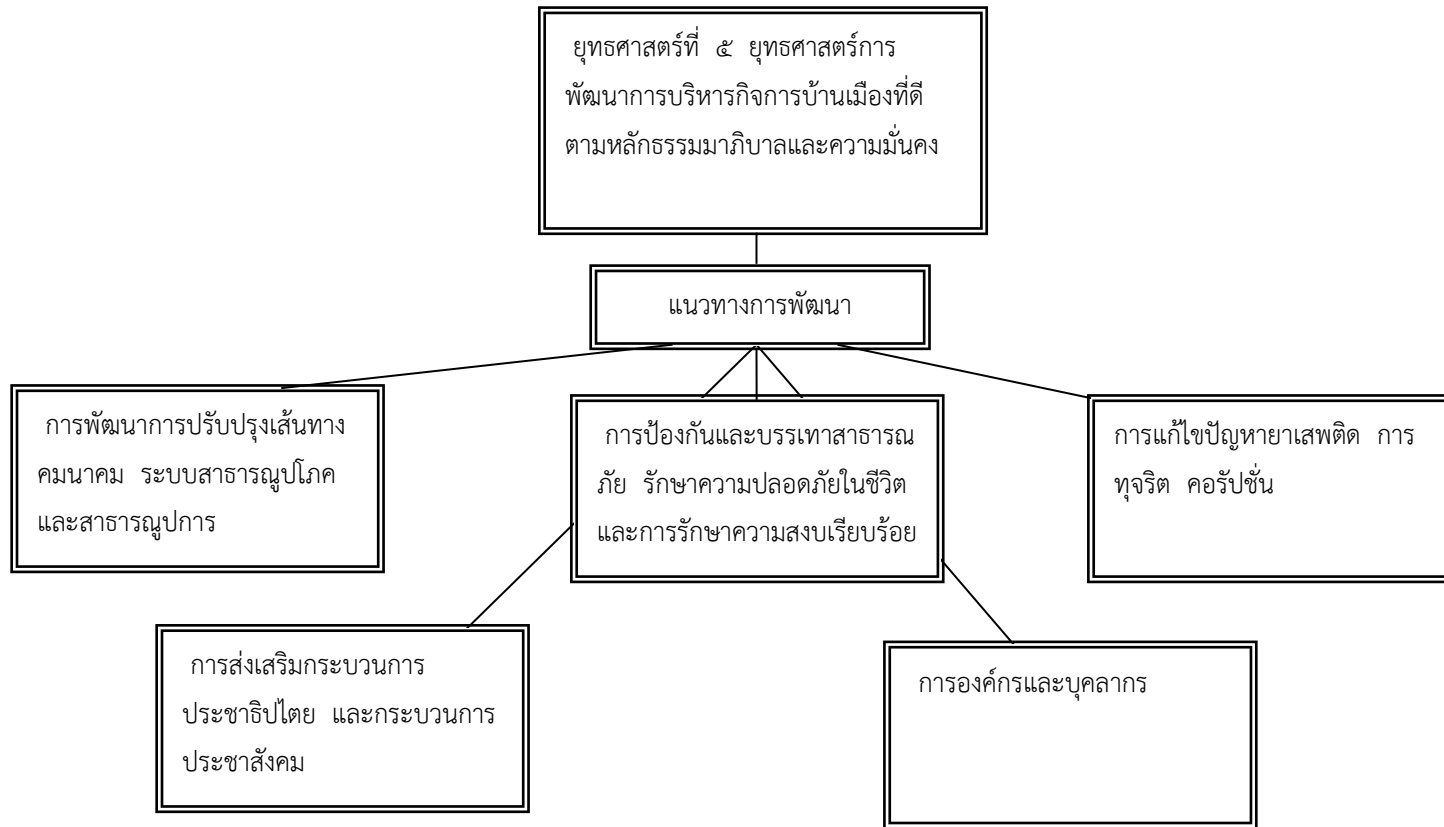 ยุทธศาสตร์ที่ ๕ ยุทธศาสตร์การ
พัฒนาการบริหารกิจการบ้านเมืองที่ดี
ตามหลักธรรมมาภิบาลและความมั่นคง
แนวทางการพัฒนา
การพัฒนาการปรับปรุงเส้นทาง
คมนาคม ระบบสาธารณูปโภค
และสาธารณูปการ
การป้องกันและบรรเทาสาธารณ
ภัย รักษาความปลอดภัยในชีวิต
และการรักษาความสงบเรียบร้อย
การแก้ไขปัญหายาเสพติด การ
ทุจริต คอรัปชั่น
การส่งเสริมกระบวนการ
ประชาธิปไตย และกระบวนการ
ประชาสังคม
การองค์กรและบุคลากร